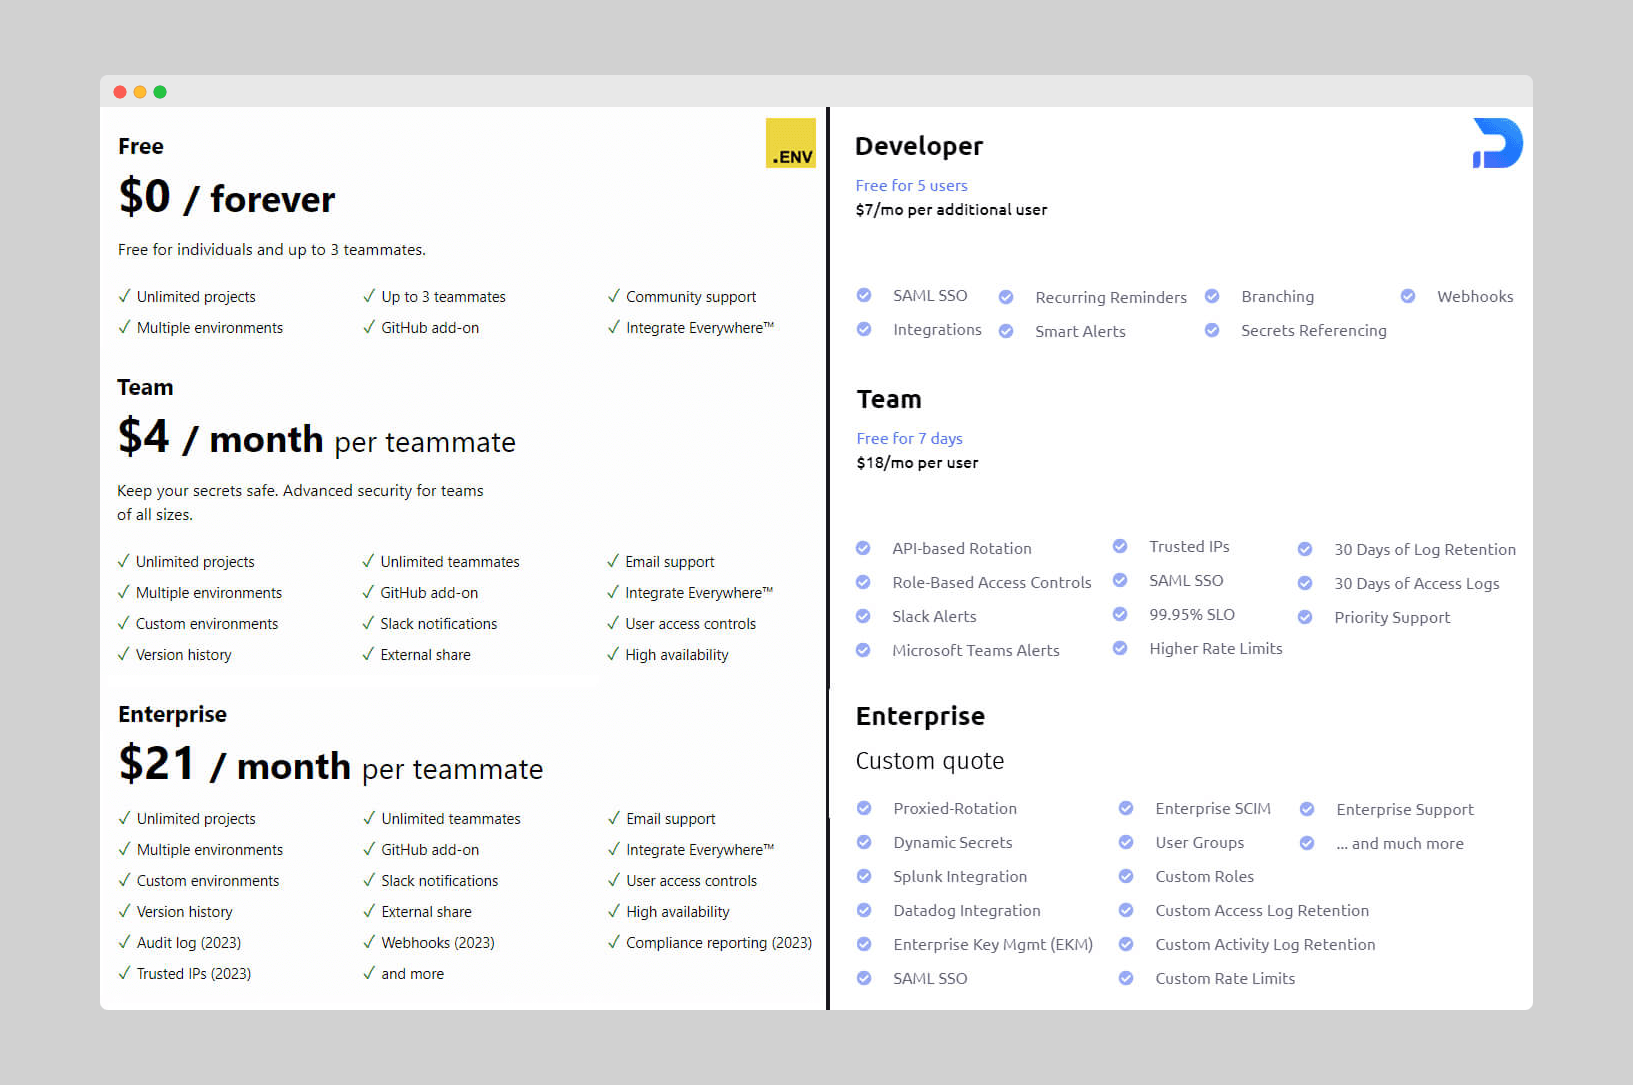 .ENV
Free
$0 / forever
Free for individuals and up to 3 teammates.
✓ Unlimited projects
✓ Multiple environments
✓ Up to 3 teammates
✓ GitHub add-on
✓ Community support
✓ Integrate Everywhere™
Team
$4 / month per teammate
Keep your secrets safe. Advanced security for teams
of all sizes.
✓ Unlimited projects
✓ Multiple environments
✓ Custom environments
✓ Version history
✓ Unlimited teammates
✓ GitHub add-on
✓ Slack notifications
✓ External share
✓ Email support
✓ Integrate Everywhere™
✓ User access controls
✓ High availability
Enterprise
$21 / month per teammate
✓ Unlimited projects
✓ Multiple environments
✓ Custom environments
✓ Version history
✓ Audit log (2023)
✓ Trusted IPs (2023)
✓ Unlimited teammates
✓ GitHub add-on
✓ Slack notifications
✓ External share
✓ Webhooks (2023)
✓ and more
✓ Email support
✓ Integrate Everywhere™
✓ User access controls
✓ High availability
✓ Compliance reporting (2023)
Developer
Free for 5 users
$7/mo per additional user
SAML SSO
Integrations
Recurring Reminders
Smart Alerts
Branching
Secrets Referencing
Webhooks
Team
Free for 7 days
$18/mo per user
API-based Rotation
Role-Based Access Controls
Slack Alerts
Microsoft Teams Alerts
Trusted IPs
SAML SSO
99.95% SLO
Higher Rate Limits
30 Days of Log Retention
30 Days of Access Logs
Priority Support
Enterprise
Custom quote
Proxied-Rotation
Dynamic Secrets
Splunk Integration
Datadog Integration
Enterprise Key Mgmt (EKM)
SAML SSO
Enterprise SCIM
User Groups
Custom Roles
Custom Access Log Retention
Custom Activity Log Retention
Custom Rate Limits
Enterprise Support
... and much more